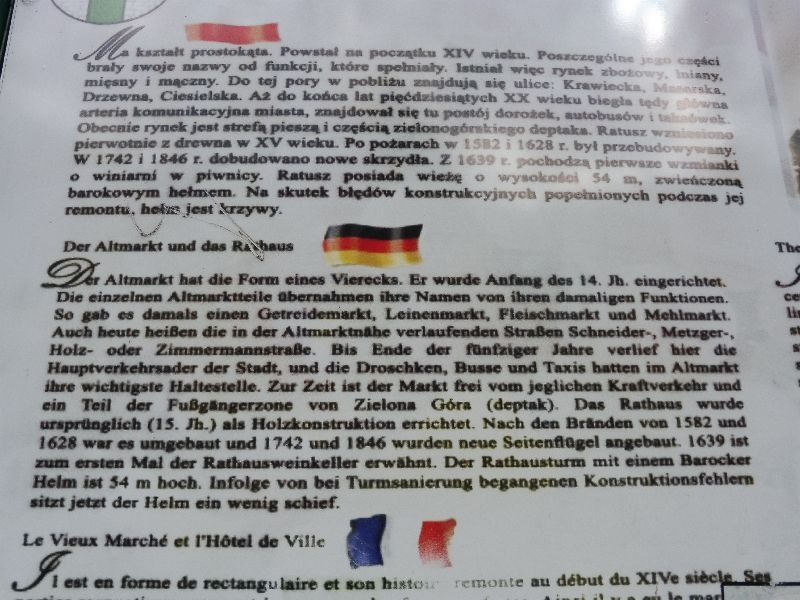 Ma kształt prostokąta. Powstał na początku XIV wieku. Poszczególne jego części
brały swoje nazwy od funkcji, które spełniały. Istniał więc rynek zbożowy, lniany,
mięsny i mączny. Do tej pory w pobliżu znajdują się ulice: Krawiecka, Masarska,
Drzewna, Ciesielska. Aż do końca lat pięćdziesiątych XX wieku biegła tędy główna
arteria komunikacyjna miasta, znajdował się tu postój dorożek, autobusów i taksówek.
Obecnie rynek jest strefą pieszą i częścią zielonogórskiego deptaka. Ratusz wzniesiono
pierwotnie z drewna w XV wieku. Po pożarach w 1582 i 1628 r. był przebudowywany.
W 1742 i 1846 r. dobudowano nowe skrzydła. Z 1639 r. pochodzą pierwsze wzmianki
o winiarni w piwnicy. Ratusz posiada wieżę o wysokości 54 m, zwieńczoną
barokowym hełmem. Na skutek błędów konstrukcyjnych popełnionych podczas jej
remontu, hełm jest krzywy.
Der Altmarkt und das Rathaus
Der Altmarkt hat die Form eines Vierecks. Er wurde Anfang des 14. Jh. eingerichtet.
Die einzelnen Altmarktteile übernahmen ihre Namen von ihren damaligen Funktionen.
So gab es damals einen Getreidemarkt, Leinenmarkt, Fleischmarkt und Mehlmarkt.
Auch heute heißen die in der Altmarktnähe verlaufenden Straßen Schneider-, Metzger-,
Holz- oder Zimmermannstraße. Bis Ende der fünfziger Jahre verlief hier die
Hauptverkehrsader der Stadt, und die Droschken, Busse und Taxis hatten im Altmarkt
ihre wichtigste Haltestelle. Zur Zeit ist der Markt frei vom jeglichen Kraftverkehr und
ein Teil der Fußgängerzone von Zielona Góra (deptak). Das Rathaus wurde
ursprünglich (15. Jh.) als Holzkonstruktion errichtet. Nach den Bränden von 1582 und
1628 war es umgebaut und 1742 und 1846 wurden neue Seitenflügel angebaut. 1639 ist
zum ersten Mal der Rathausweinkeller erwähnt. Der Rathausturm mit einem Barocker
Helm ist 54 m hoch. Infolge von bei Turmsanierung begangenen Konstruktionsfehlern
sitzt jetzt der Helm ein wenig schief.
Le Vieux Marché et l'Hôtel de Ville
Il est en forme de rectangulaire et son histoire remonte au début du XIVe siècle. Ses